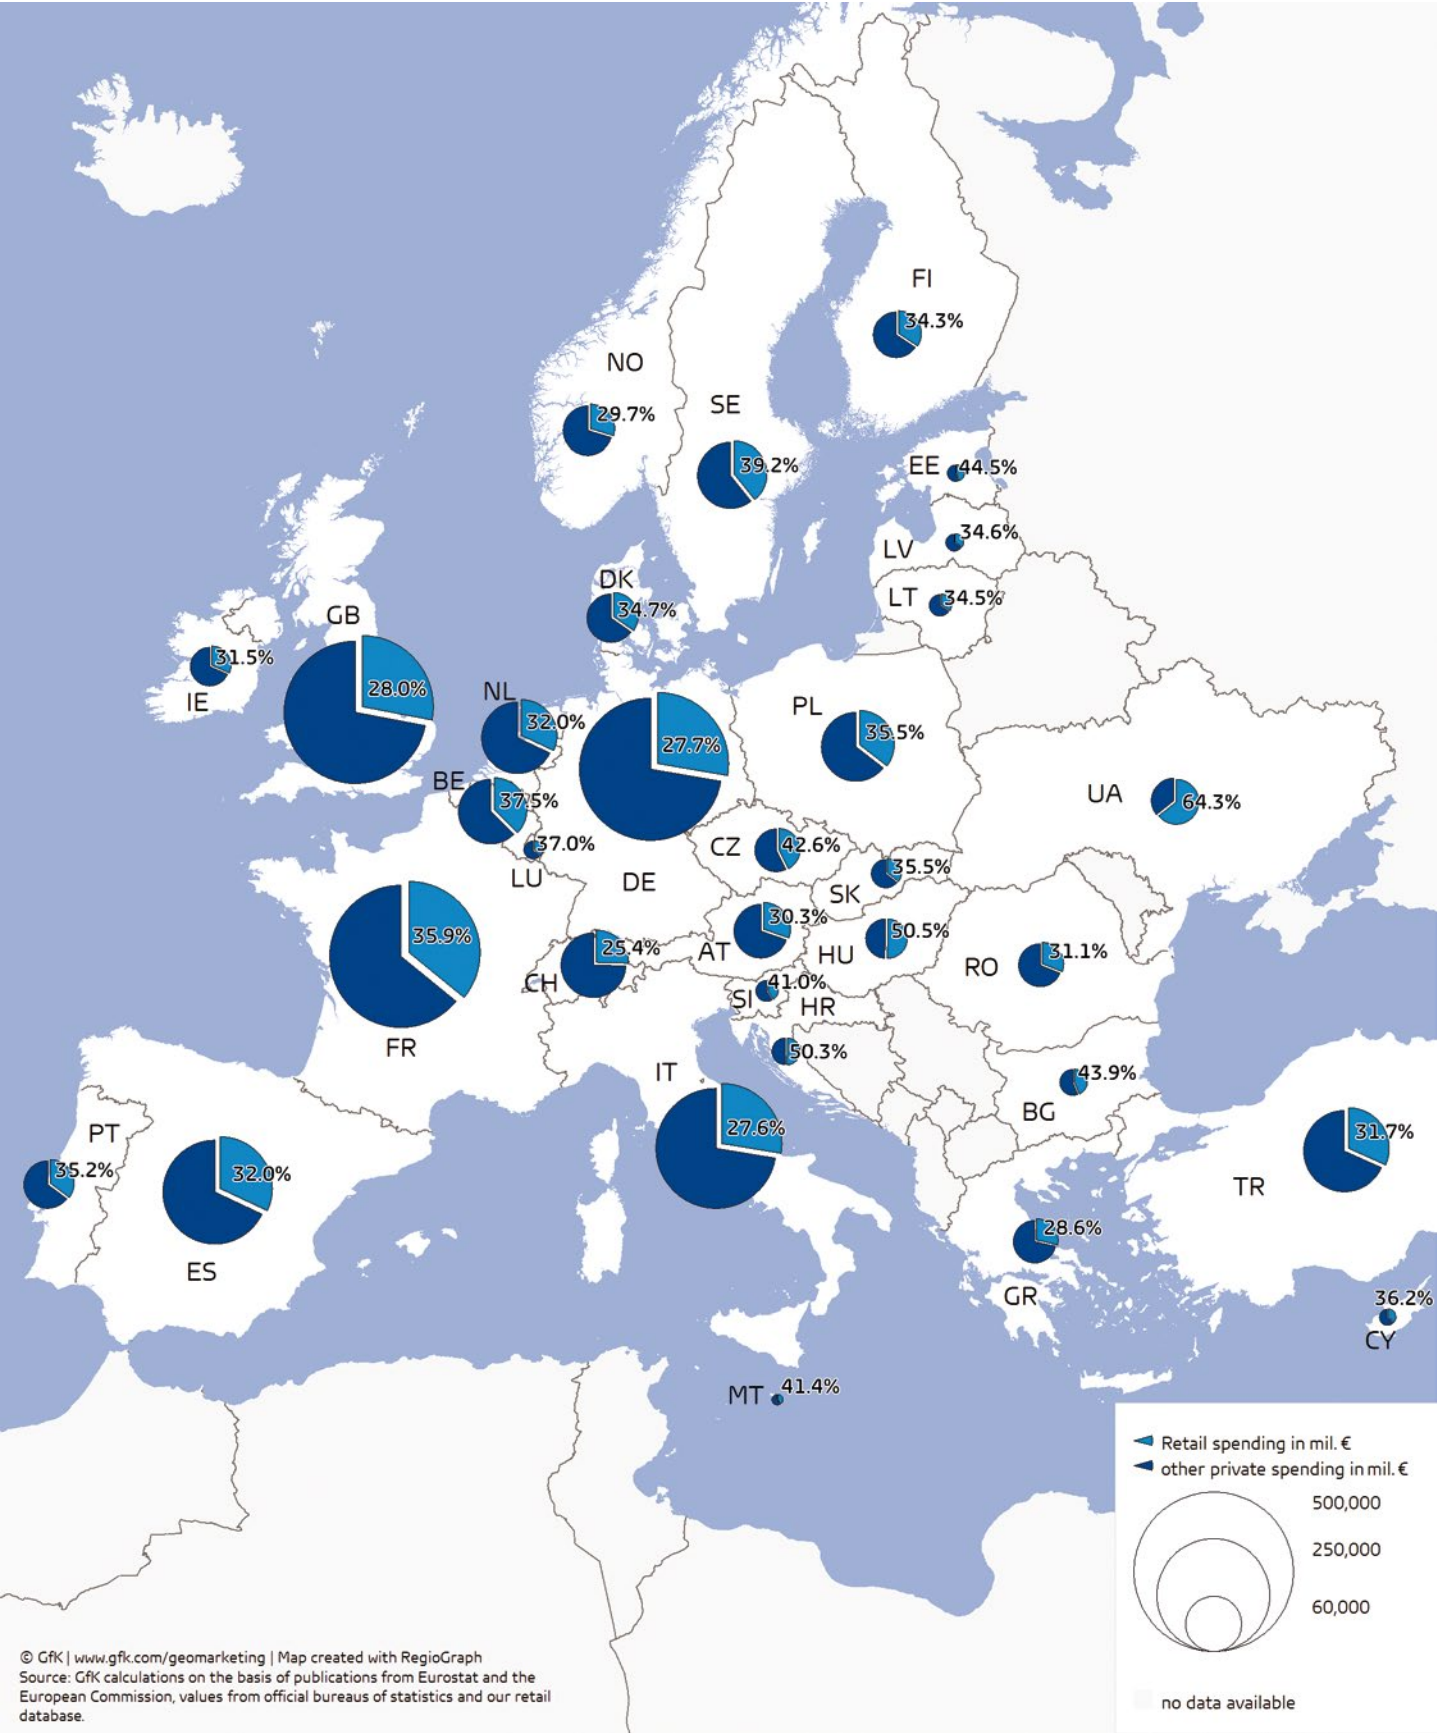 FI
34.3%
NO
29.7%
SE
39.2%
EE
44.5%
LV
34.6%
LT
34.5%
DK
34.7%
GB
28.0%
31.5%
IE
NL
32.0%
27.7%
DE
PL
35.5%
BE
37.5%
37.0%
LU
UA
64.3%
CZ
42.6%
35.5%
SK
30.3%
AT
HU
50.5%
35.9%
FR
25.4%
CH
RO
31.1%
41.0%
SI
HR
50.3%
IT
27.6%
43.9%
BG
PT
35.2%
32.0%
ES
31.7%
TR
28.6%
GR
36.2%
CY
MT
41.4%
Retail spending in mil. €
other private spending in mil. €
500,000
250,000
60,000
no data available
© GfK | www.gfk.com/geomarketing | Map created with RegioGraph
Source: GfK calculations on the basis of publications from Eurostat and the
European Commission, values from official bureaus of statistics and our retail
database.